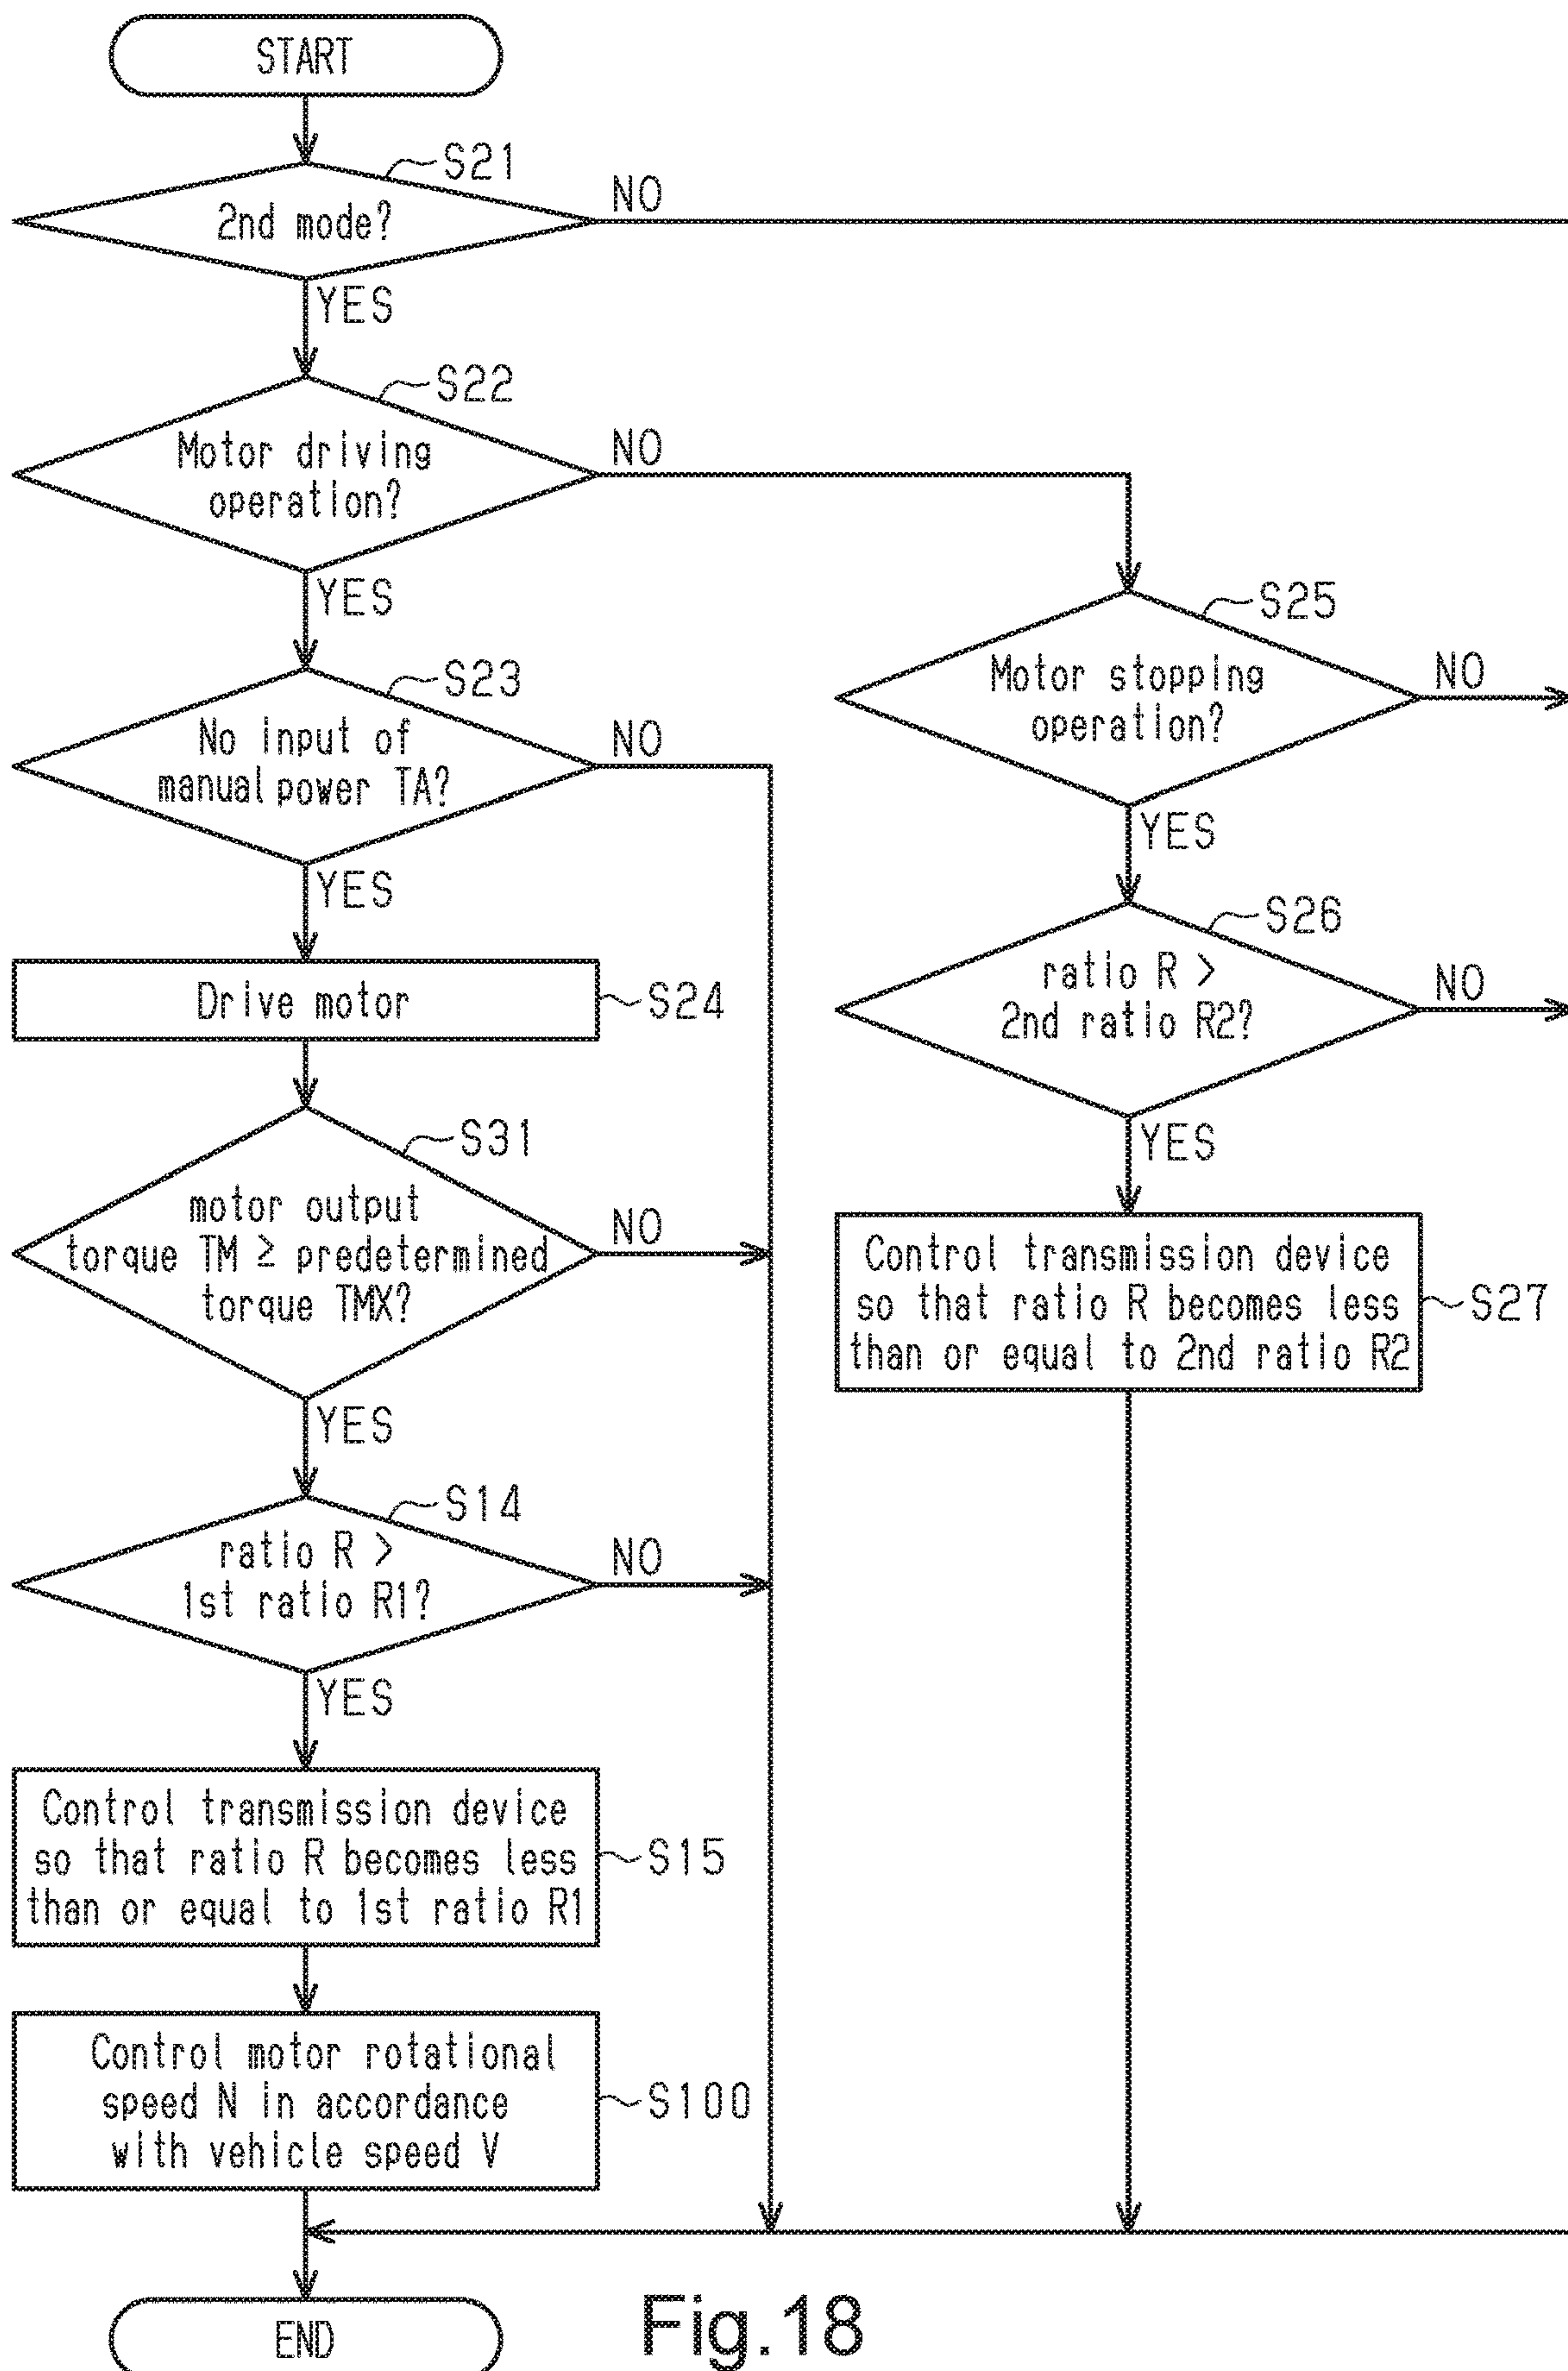 START
S21
NO
2nd mode?
YES
S22
NO
Motor driving
operation?
YES
S23
NO
No input of
manual power TA?
YES
Drive motor
S24
S31
motor output
torque TM ≥ predetermined
torque TMX?
NO
YES
S14
ratio R >
1st ratio R1?
NO
YES
Control transmission device
so that ratio R becomes less
than or equal to 1st ratio R1
S15
Control motor rotational
speed N in accordance
with vehicle speed V
S100
END
S25
Motor stopping
operation?
NO
YES
S26
ratio R >
2nd ratio R2?
NO
YES
Control transmission device
so that ratio R becomes less
than or equal to 2nd ratio R2
S27
Fig.18